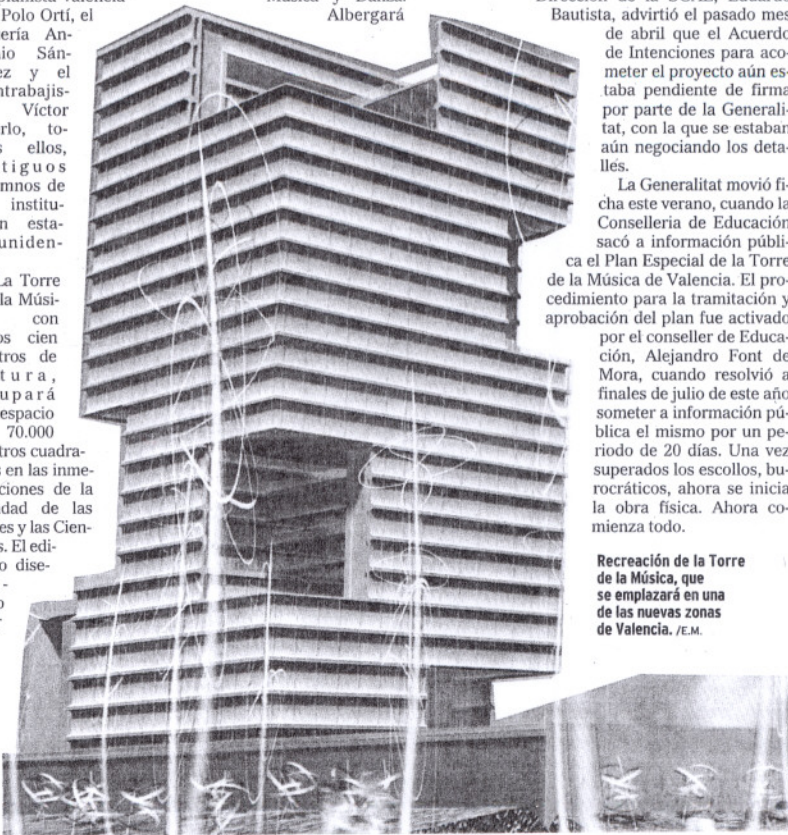 Polo Ortí, el
ería An-
nio Sán-
ez y el
ntrabajis-
Víctor
rlo, to-
s ellos,
tiguos
mnos de
institu-
n esta-
uniden-
La Torre
la Músi-
con
os cien
tros de
tura,
upará
espacio
70.000
tros cuadra-
s en las inme-
ciones de la
dad de las
es y las Cien-
s. El edi-
o dise-
Albergará
Bautista, advirtió el pasado mes
de abril que el Acuerdo
de Intenciones para aco-
meter el proyecto aún es-
taba pendiente de firma
por parte de la Generali-
tat, con la que se estaban
aún negociando los deta-
lles.
La Generalitat movió fi-
cha este verano, cuando la
Conselleria de Educación
sacó a información públi-
ca el Plan Especial de la Torre
de la Música de Valencia. El pro-
cedimiento para la tramitación y
aprobación del plan fue activado
por el conseller de Educa-
ción, Alejandro Font de
Mora, cuando resolvió a
finales de julio de este año
someter a información pú-
blica el mismo por un pe-
riodo de 20 días. Una vez
superados los escollos, bu-
rocráticos, ahora se inicia
la obra física. Ahora co-
mienza todo.
Recreación de la Torre
de la Música, que
se emplazará en una
de las nuevas zonas
de Valencia. /E.M.